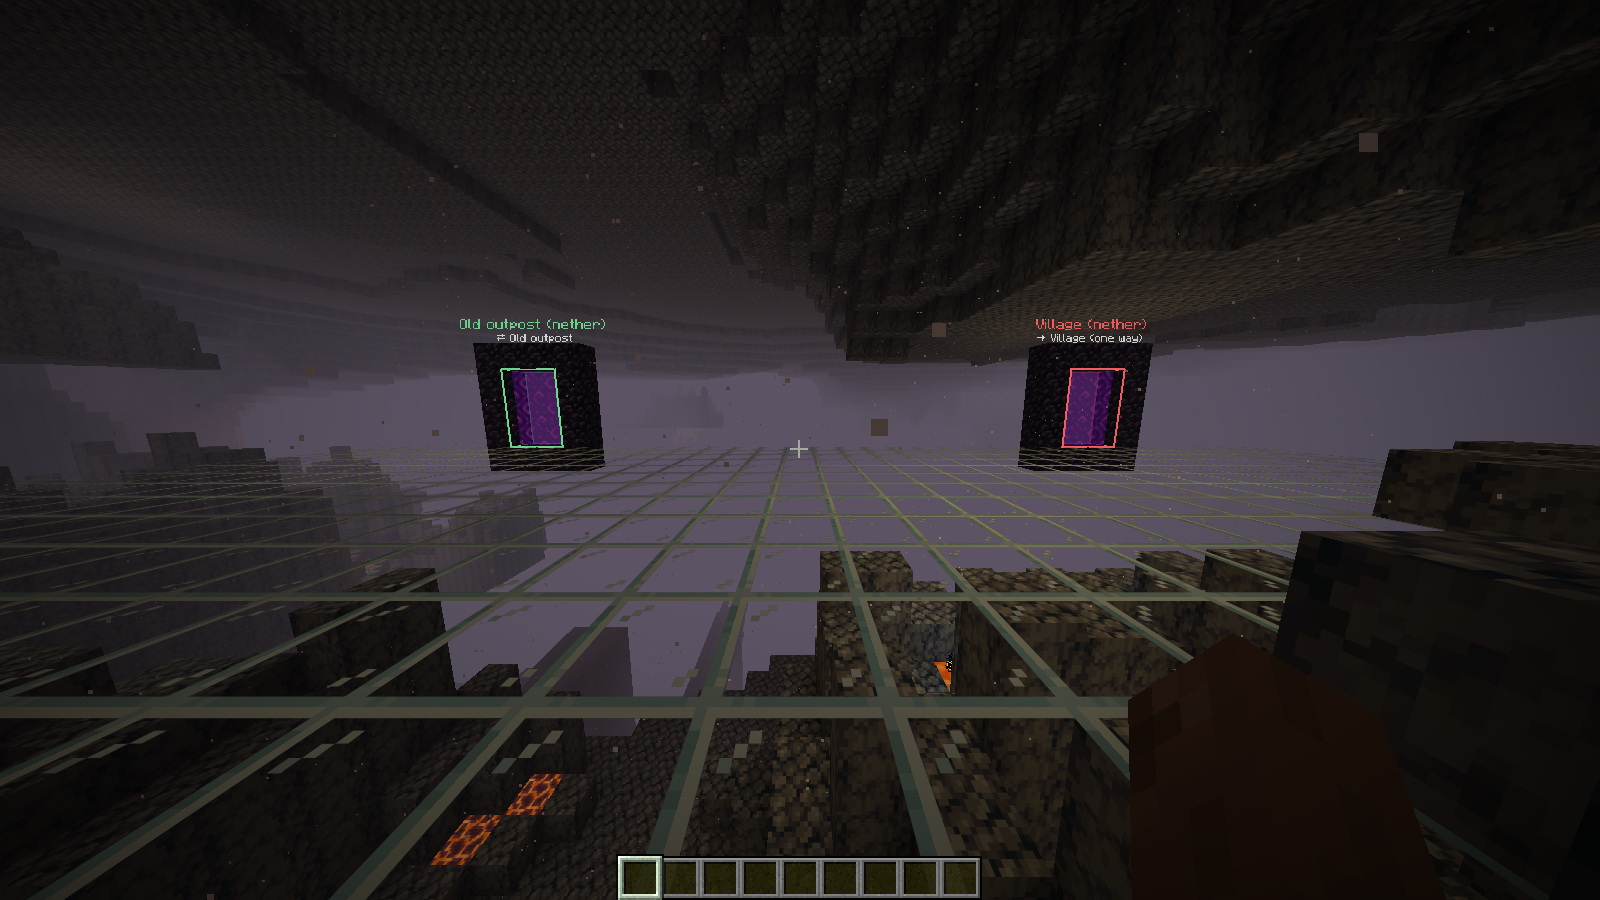 Old outpost (nether)
⇄ Old outpost
Village (nether)
→ Village (one way)